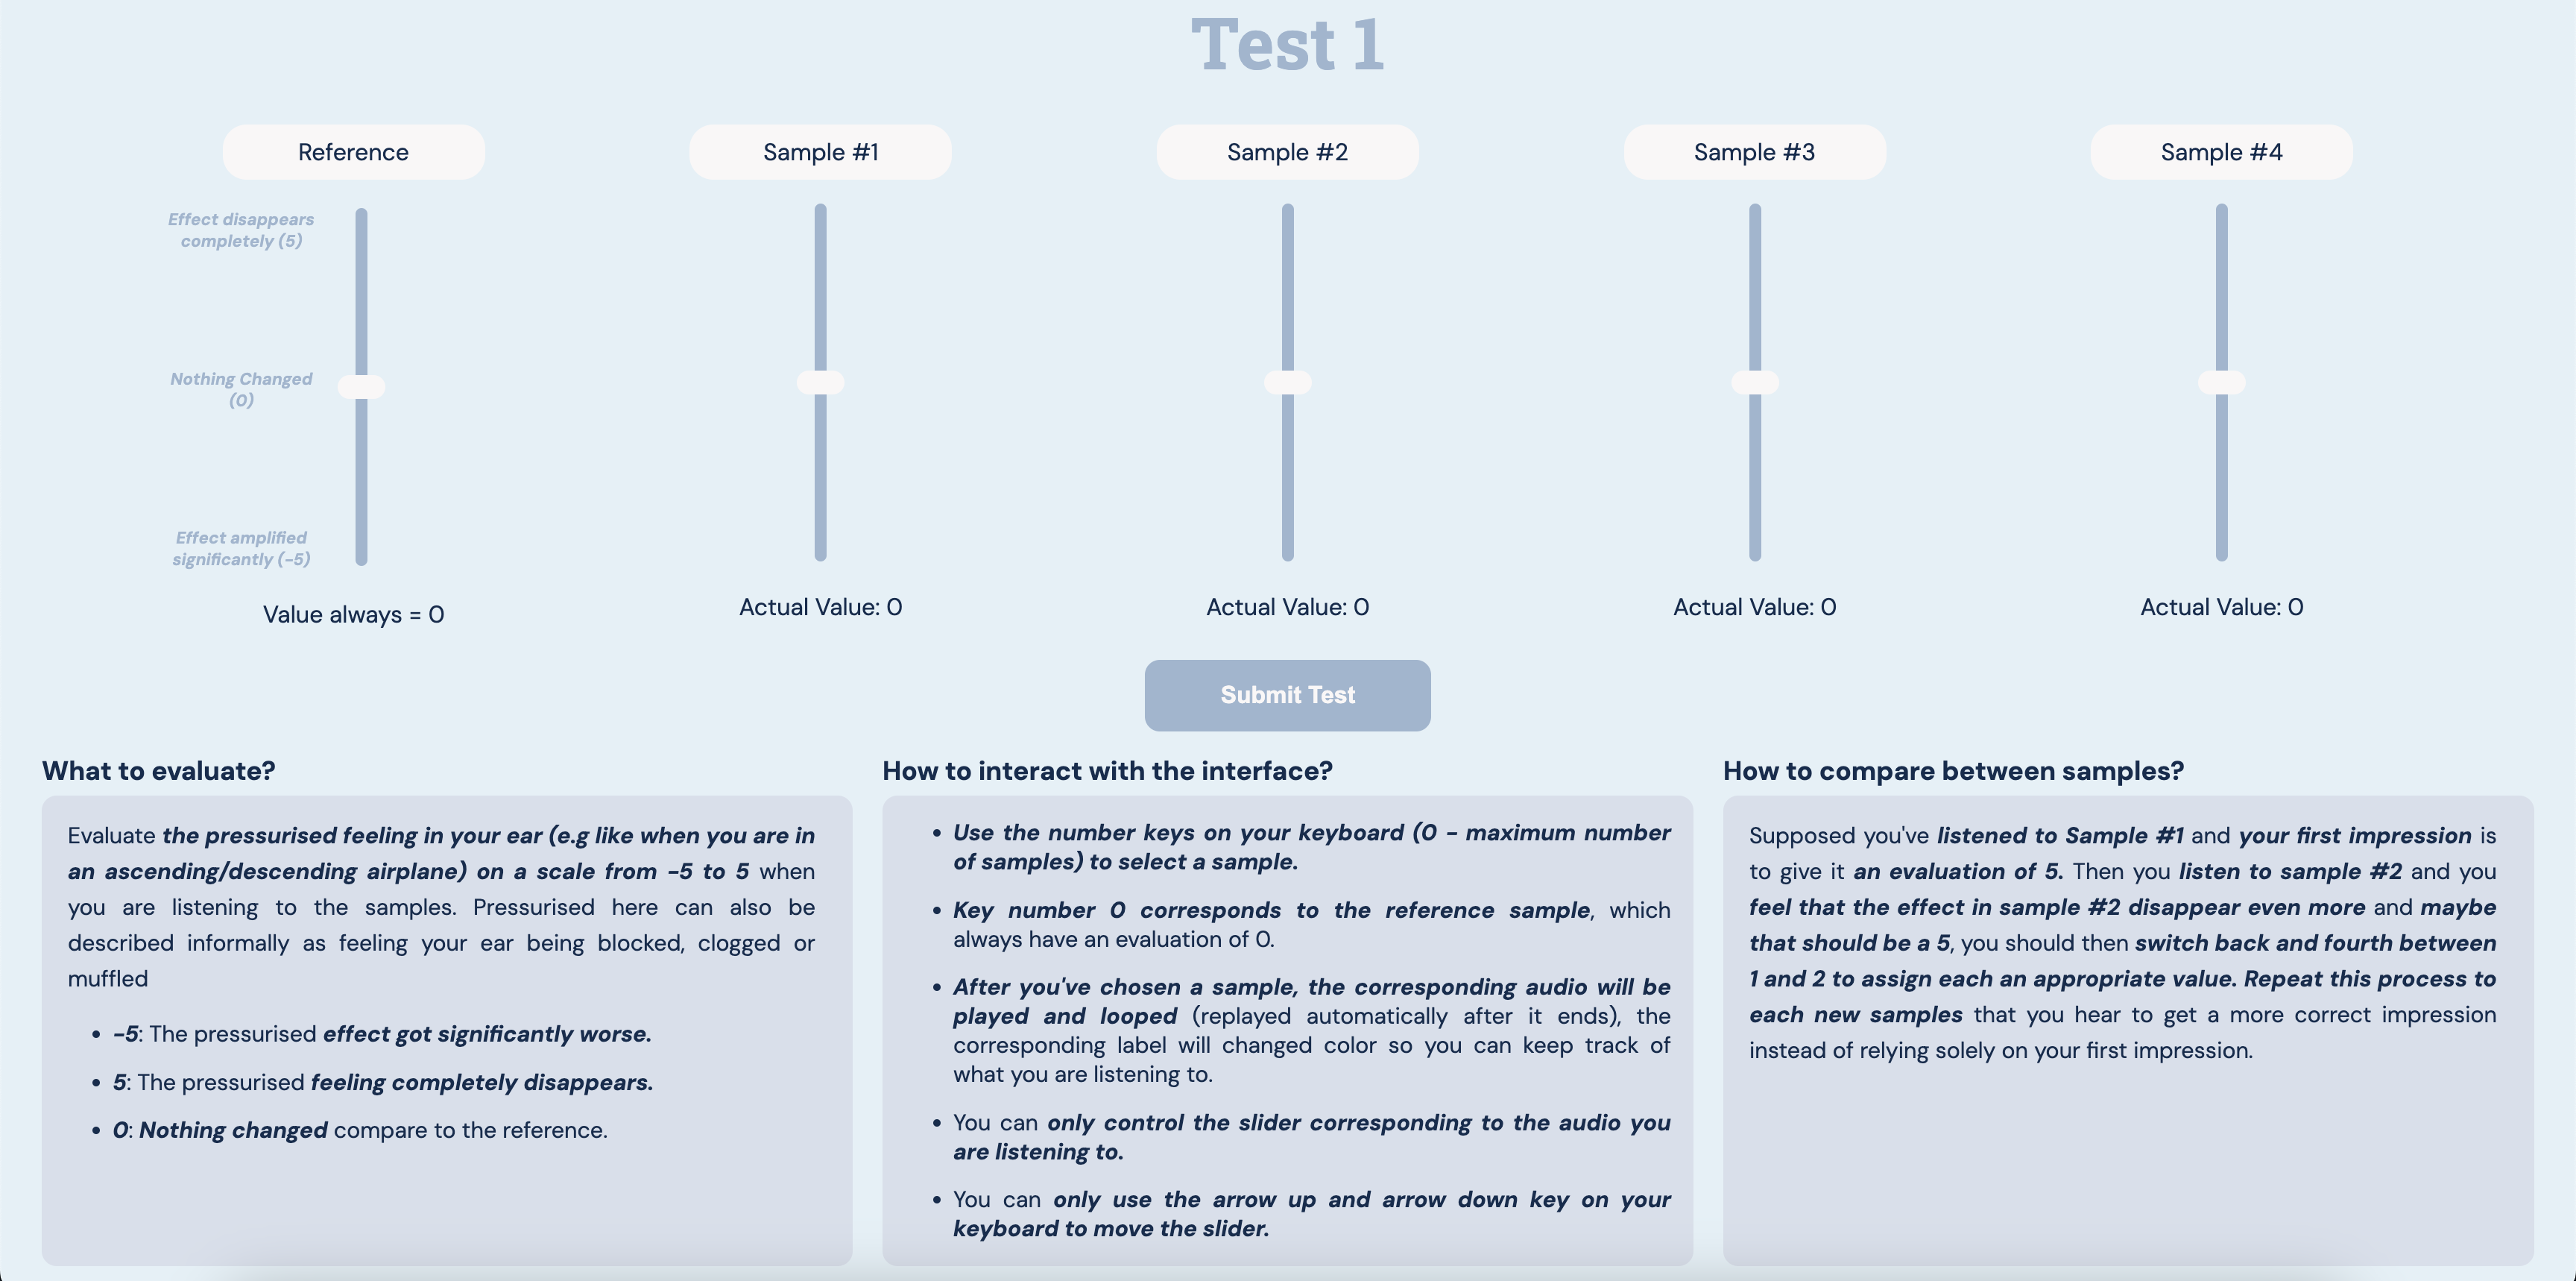 Test 1
Reference
Sample #1
Sample #2
Sample #3
Sample #4
Effect disappears
completely (5)
Nothing Changed
(0)
Effect amplified
significantly (-5)
Value always = 0
Actual Value: 0
Actual Value: 0
Actual Value: 0
Actual Value: 0
Submit Test
What to evaluate?
Evaluate the pressurised feeling in your ear (e.g like when you are in
an ascending/descending airplane) on a scale from -5 to 5 when
you are listening to the samples. Pressurised here can also be
described informally as feeling your ear being blocked, clogged or
muffled
• -5: The pressurised effect got significantly worse.
• 5: The pressurised feeling completely disappears.
• 0: Nothing changed compare to the reference.
How to interact with the interface?
• Use the number keys on your keyboard (0 - maximum number
of samples) to select a sample.
• Key number 0 corresponds to the reference sample, which
always have an evaluation of 0.
• After you've chosen a sample, the corresponding audio will be
played and looped (replayed automatically after it ends), the
corresponding label will changed color so you can keep track of
what you are listening to.
• You can only control the slider corresponding to the audio you
are listening to.
• You can only use the arrow up and arrow down key on your
keyboard to move the slider.
How to compare between samples?
Supposed you've listened to Sample #1 and your first impression is
to give it an evaluation of 5. Then you listen to sample #2 and you
feel that the effect in sample #2 disappear even more and maybe
that should be a 5, you should then switch back and fourth between
1 and 2 to assign each an appropriate value. Repeat this process to
each new samples that you hear to get a more correct impression
instead of relying solely on your first impression.